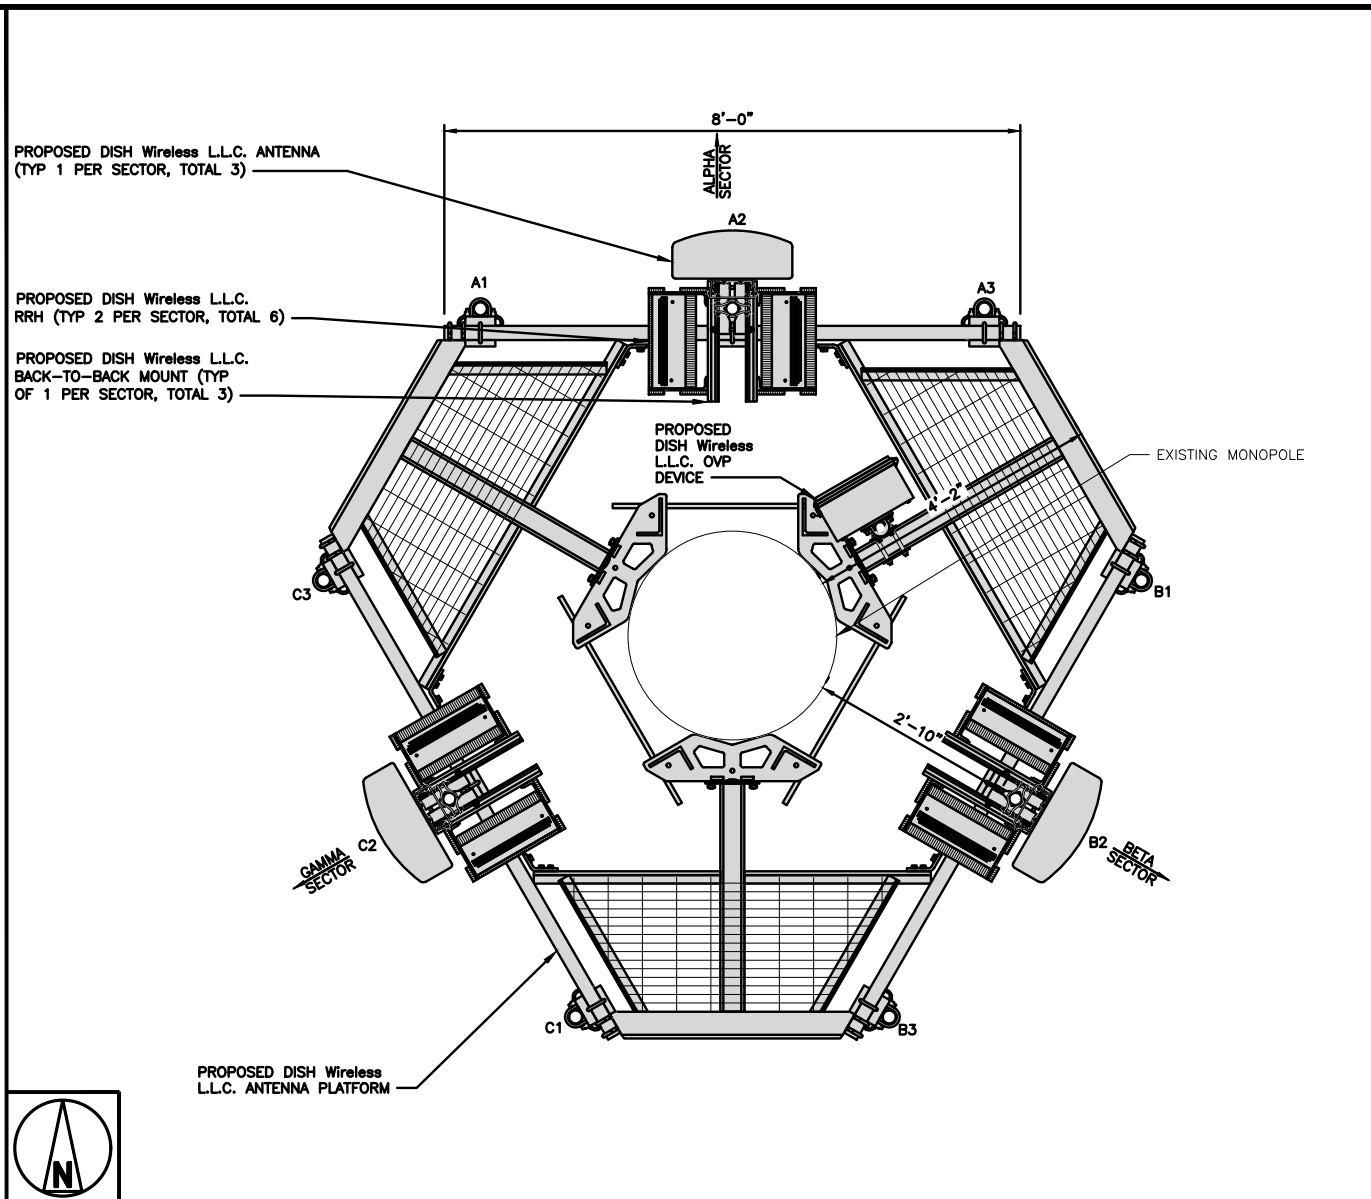 8'-0"
ALPHA
SECTOR
PROPOSED DISH Wireless L.L.C. ANTENNA
(TYP 1 PER SECTOR, TOTAL 3)
A2
A1
A3
PROPOSED DISH Wireless L.L.C.
RRH (TYP 2 PER SECTOR, TOTAL 6)
PROPOSED DISH Wireless L.L.C.
BACK-TO-BACK MOUNT (TYP
OF 1 PER SECTOR, TOTAL 3)
PROPOSED
DISH Wireless
L.L.C. OVP
DEVICE
EXISTING MONOPOLE
4'-2"
C3
B1
2'-10"
C2
B2
GAMMA
SECTOR
BETA
SECTOR
C1
B3
PROPOSED DISH Wireless
L.L.C. ANTENNA PLATFORM
N